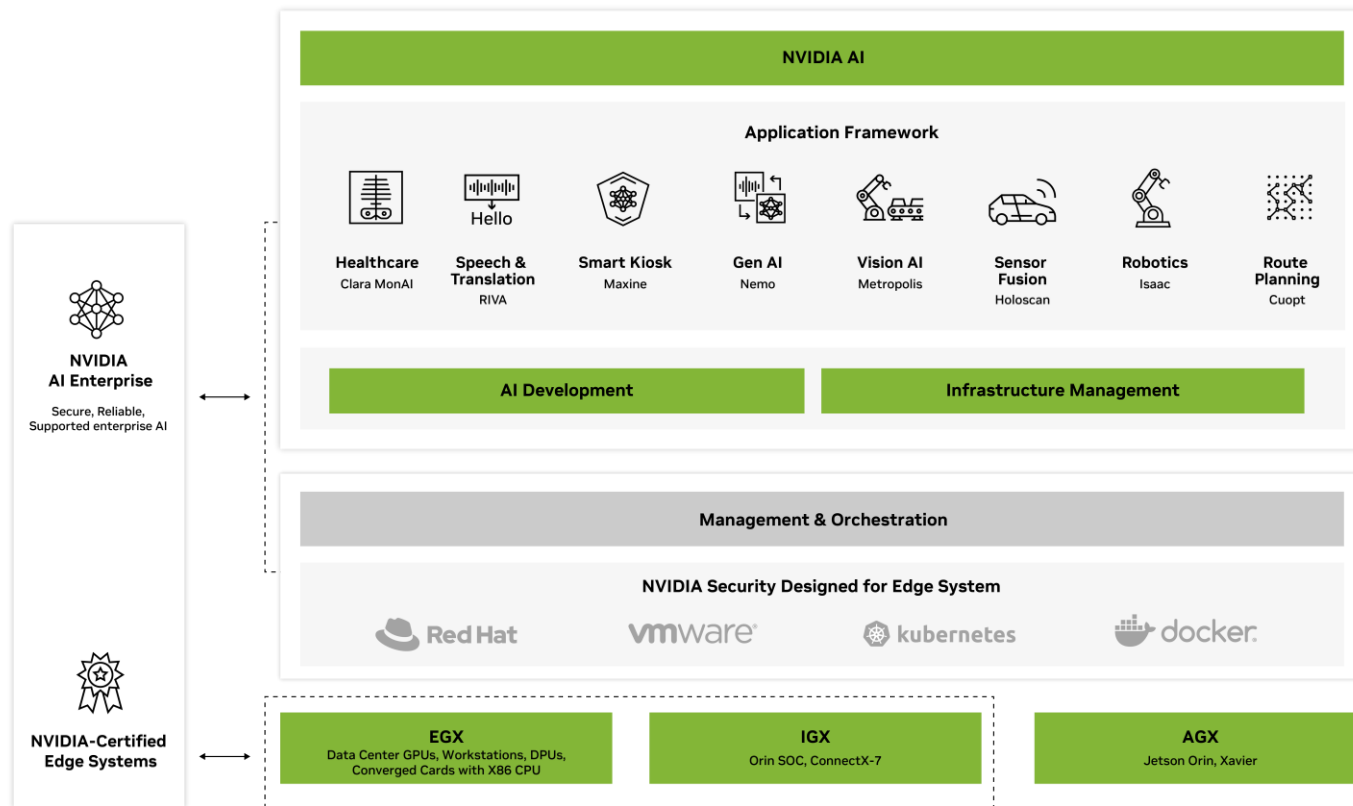 NVIDIA AI
Application Framework
Hello
Healthcare
Clara MonAI
Speech &
Translation
RIVA
Smart Kiosk
Maxine
Gen AI
Nemo
Vision AI
Metropolis
Sensor
Fusion
Holoscan
Robotics
Isaac
Route
Planning
Cuopt
NVIDIA
AI Enterprise
Secure, Reliable,
Supported enterprise AI
AI Development
Infrastructure Management
Management & Orchestration
NVIDIA Security Designed for Edge System
Red Hat
vmware®
kubernetes
docker
NVIDIA-Certified
Edge Systems
EGX
Data Center GPUs, Workstations, DPUs,
Converged Cards with X86 CPU
IGX
Orin SOC, ConnectX-7
AGX
Jetson Orin, Xavier